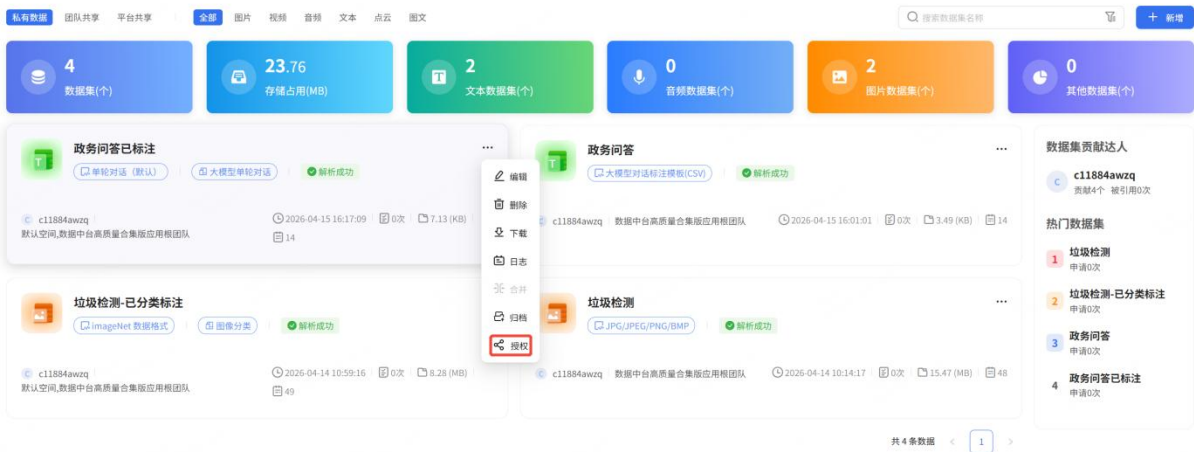 私有数据 团队共享 平台共享 全部 图片 视频 音频 文本 点云 图文 搜索数据集名称 + 新增
4
数据集(个)
23.76
存储占用(MB)
2
文本数据集(个)
0
音频数据集(个)
2
图片数据集(个)
0
其他数据集(个)
政务问答已标注 ...
单轮对话（默认） 大模型单轮对话 解析成功
C c11884awzq
默认空间,数据中台高质量合集版应用根团队
2026-04-15 16:17:09 0次 7.13 (KB)
14
编辑
删除
下载
日志
合并
归档
授权
政务问答 ...
大模型对话标注模板(CSV) 解析成功
c11884awzq 数据中台高质量合集版应用根团队 2026-04-15 16:01:01 0次 3.49 (KB) 14
垃圾检测-已分类标注
imageNet 数据格式 图像分类 解析成功
C c11884awzq
默认空间,数据中台高质量合集版应用根团队
2026-04-14 10:59:16 0次 8.28 (MB)
49
垃圾检测 ...
JPG/JPEG/PNG/BMP 解析成功
C c11884awzq 数据中台高质量合集版应用根团队 2026-04-14 10:14:17 0次 15.47 (MB) 48
数据集贡献达人
C c11884awzq
贡献4个 被引用0次
热门数据集
1 垃圾检测
申请0次
2 垃圾检测-已分类标注
申请0次
3 政务问答
申请0次
4 政务问答已标注
申请0次
共 4 条数据 < 1 >